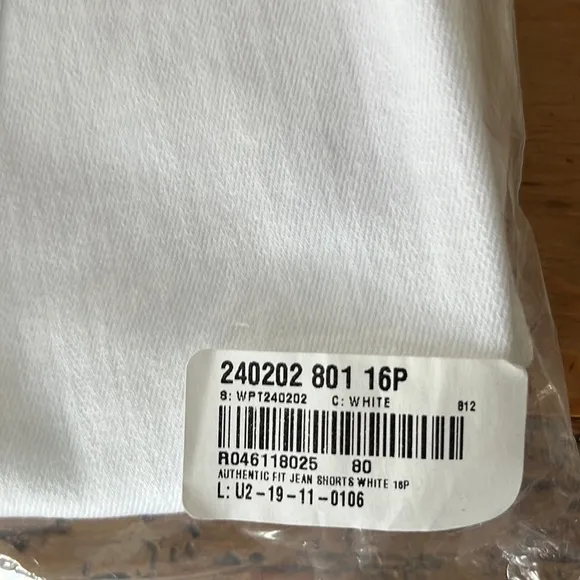 240202 801 16P
S: WPT240202 C: WHITE 812
R046118025 80
AUTHENTIC FIT JEAN SHORTS WHITE 16P
L: U2-19-11-0106